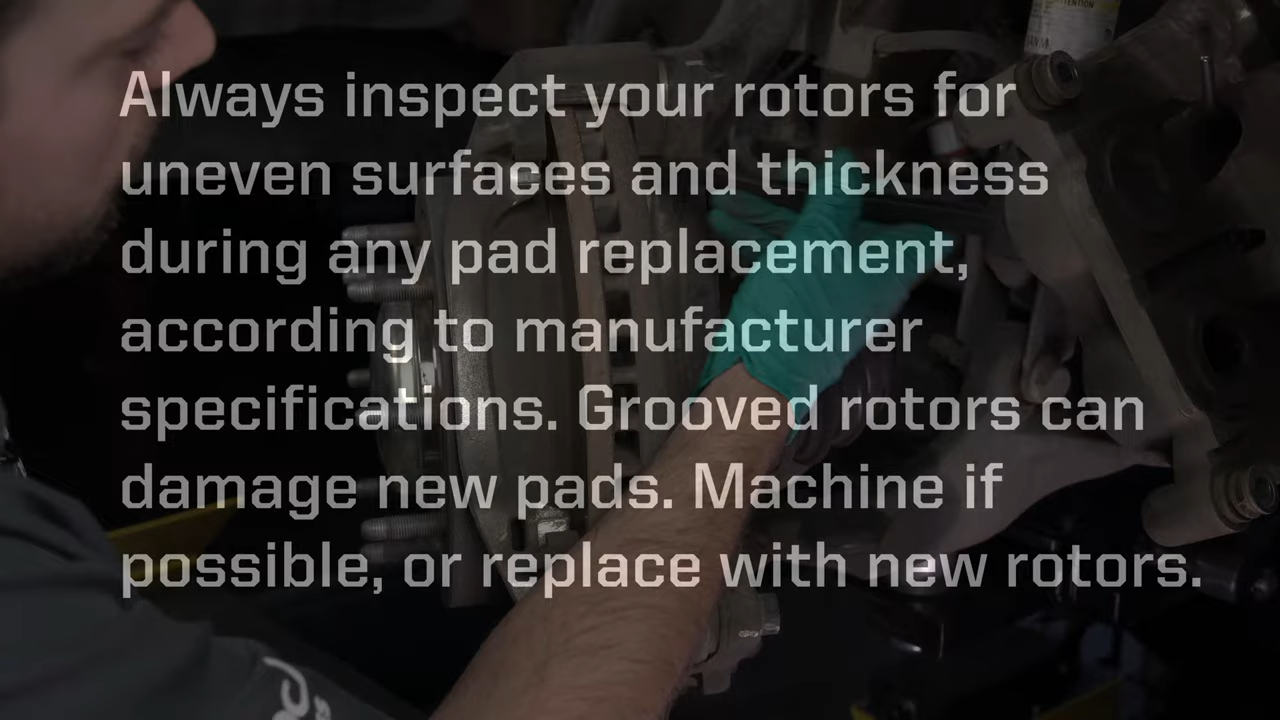 Always inspect your rotors for
uneven surfaces and thickness
during any pad replacement,
according to manufacturer
specifications. Grooved rotors can
damage new pads. Machine if
possible, or replace with new rotors.